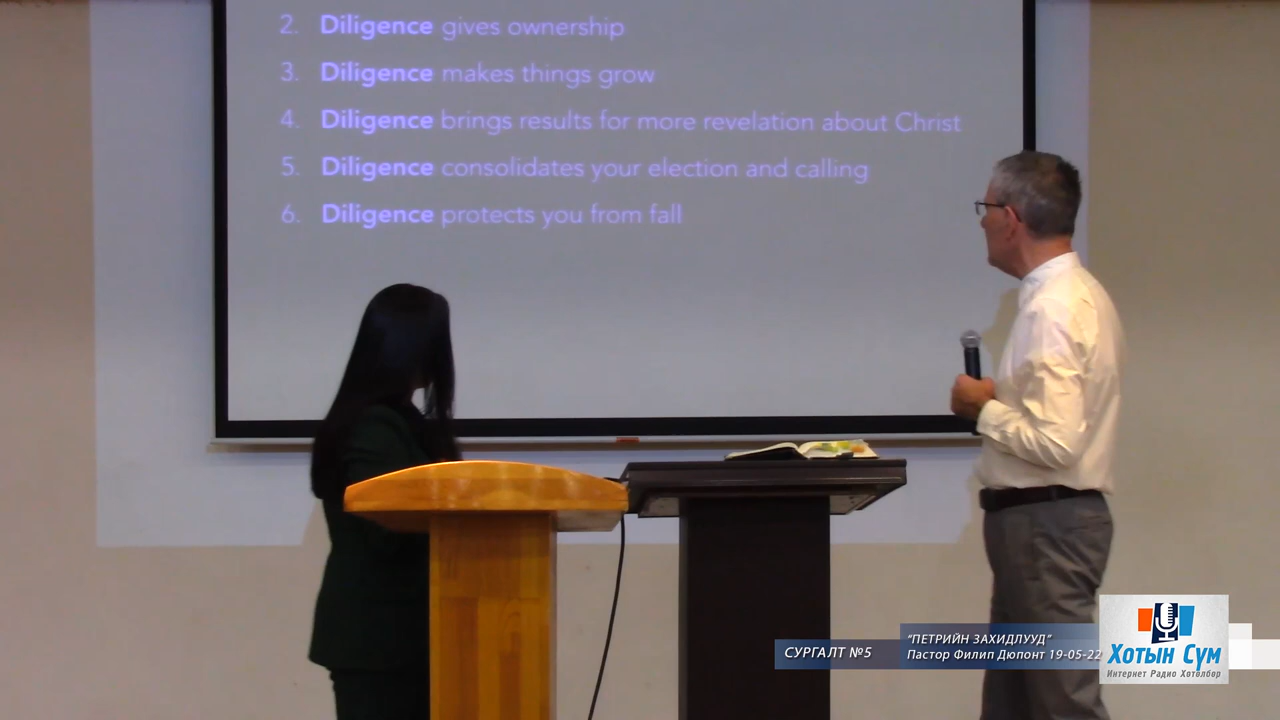 2. Diligence gives ownership
3. Diligence makes things grow
4. Diligence brings results for more revelation about Christ
5. Diligence consolidates your election and calling
6. Diligence protects you from fall
СУРГАЛТ №5
"ПЕТРИЙН ЗАХИДЛУУД"
Пастор Филип Дюпонт 19-05-22
Хотын Сүм
Интернет Радио Хөтөлбөр